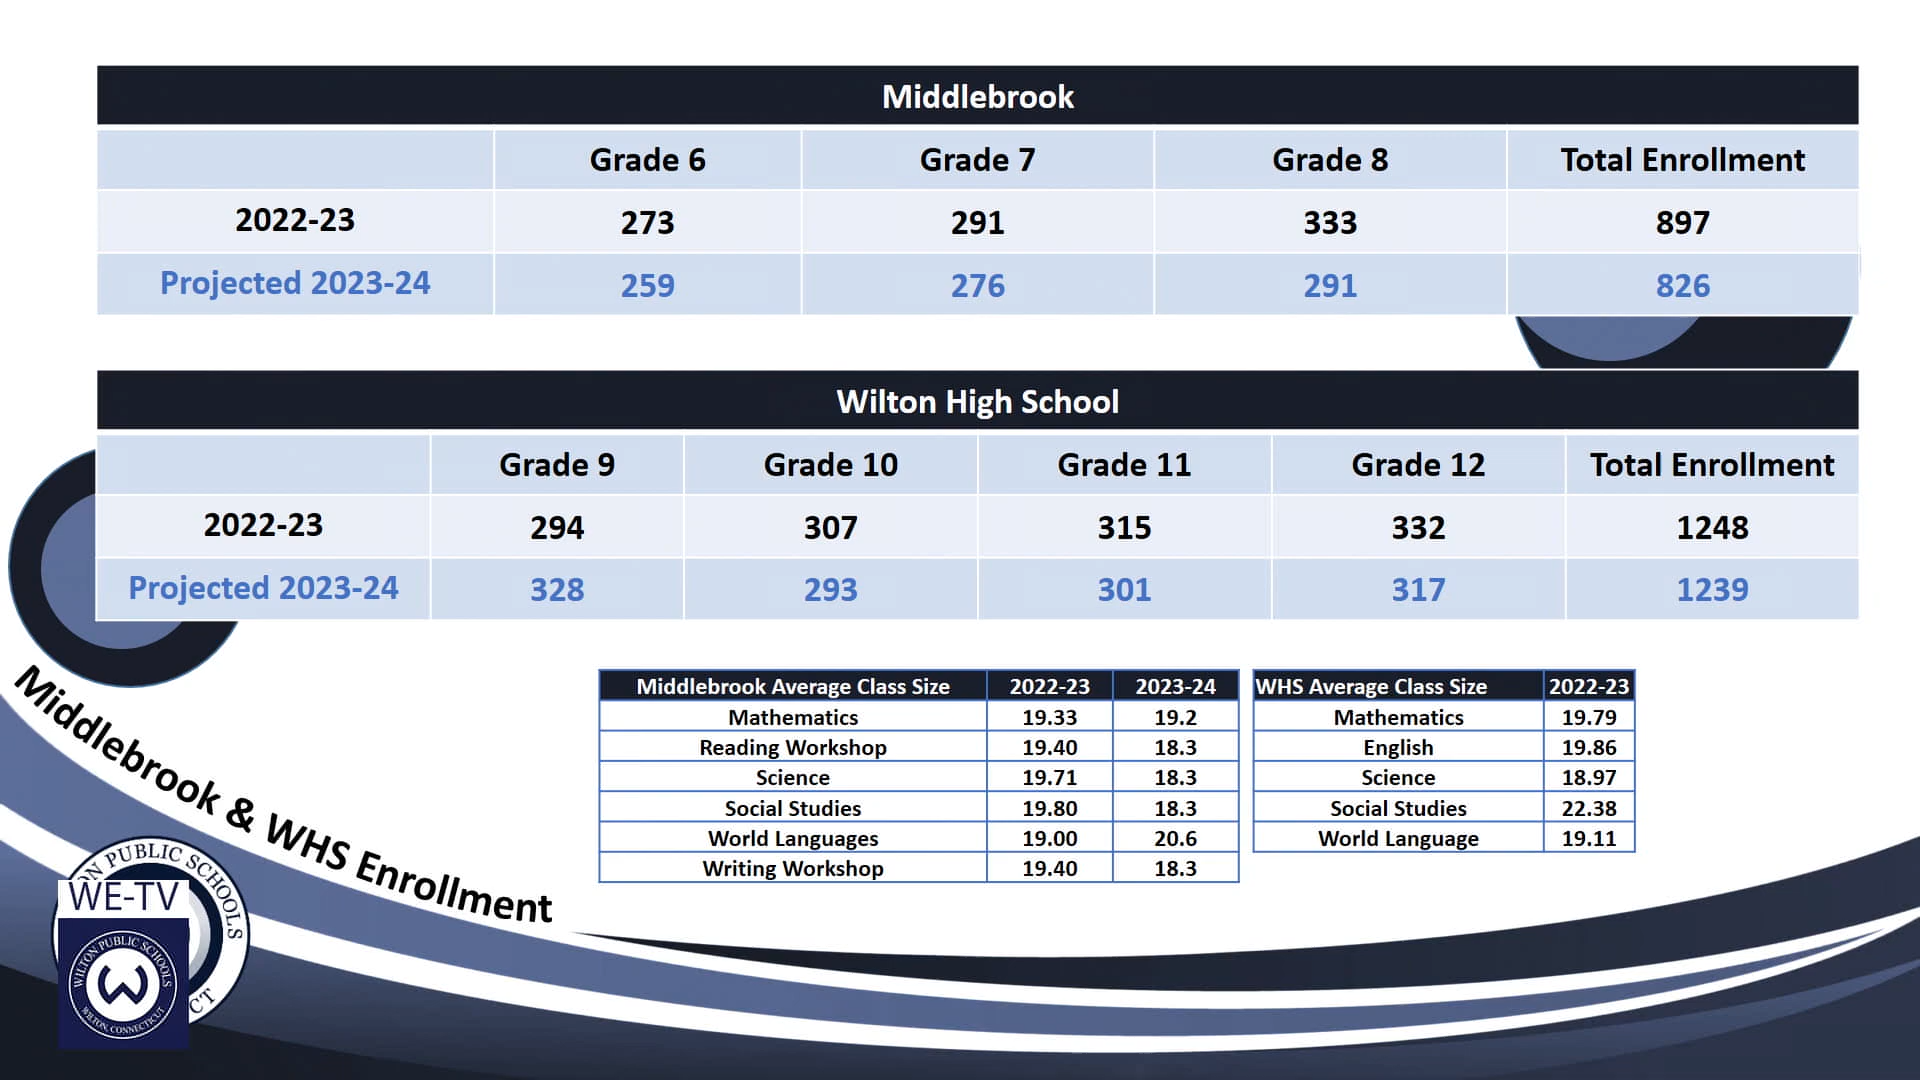 Middlebrook
Grade 6 Grade 7 Grade 8 Total Enrollment
2022-23 273 291 333 897
Projected 2023-24 259 276 291 826
Wilton High School
Grade 9 Grade 10 Grade 11 Grade 12 Total Enrollment
2022-23 294 307 315 332 1248
Projected 2023-24 328 293 301 317 1239
Middlebrook & WHS Enrollment
Middlebrook Average Class Size 2022-23 2023-24
Mathematics 19.33 19.2
Reading Workshop 19.40 18.3
Science 19.71 18.3
Social Studies 19.80 18.3
World Languages 19.00 20.6
Writing Workshop 19.40 18.3
WHS Average Class Size 2022-23
Mathematics 19.79
English 19.86
Science 18.97
Social Studies 22.38
World Language 19.11
PUBLIC SCHOOLS
WE-TV
WILTON PUBLIC SCHOOLS
W
WILTON, CONNECTICUT